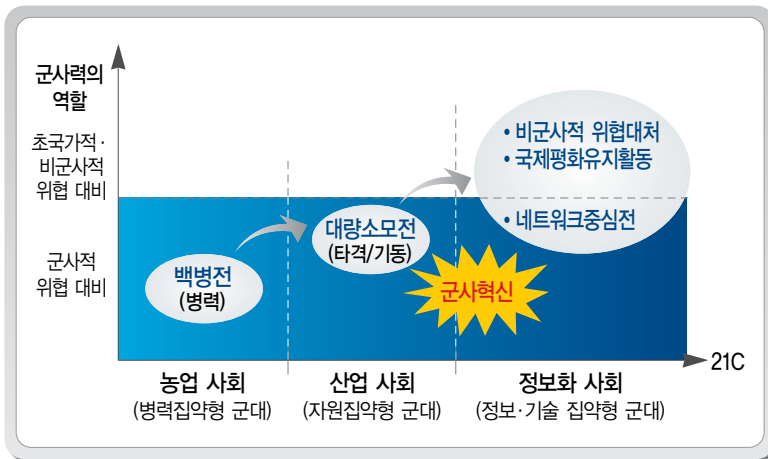 군사력의
역할
초국가적·
비군사적
위협 대비
군사적
위협 대비
• 비군사적 위협대처
• 국제평화유지활동
• 네트워크중심전
대량소모전
(타격/기동)
백병전
(병력)
군사혁신
21C
농업 사회
(병력집약형 군대)
산업 사회
(자원집약형 군대)
정보화 사회
(정보·기술 집약형 군대)